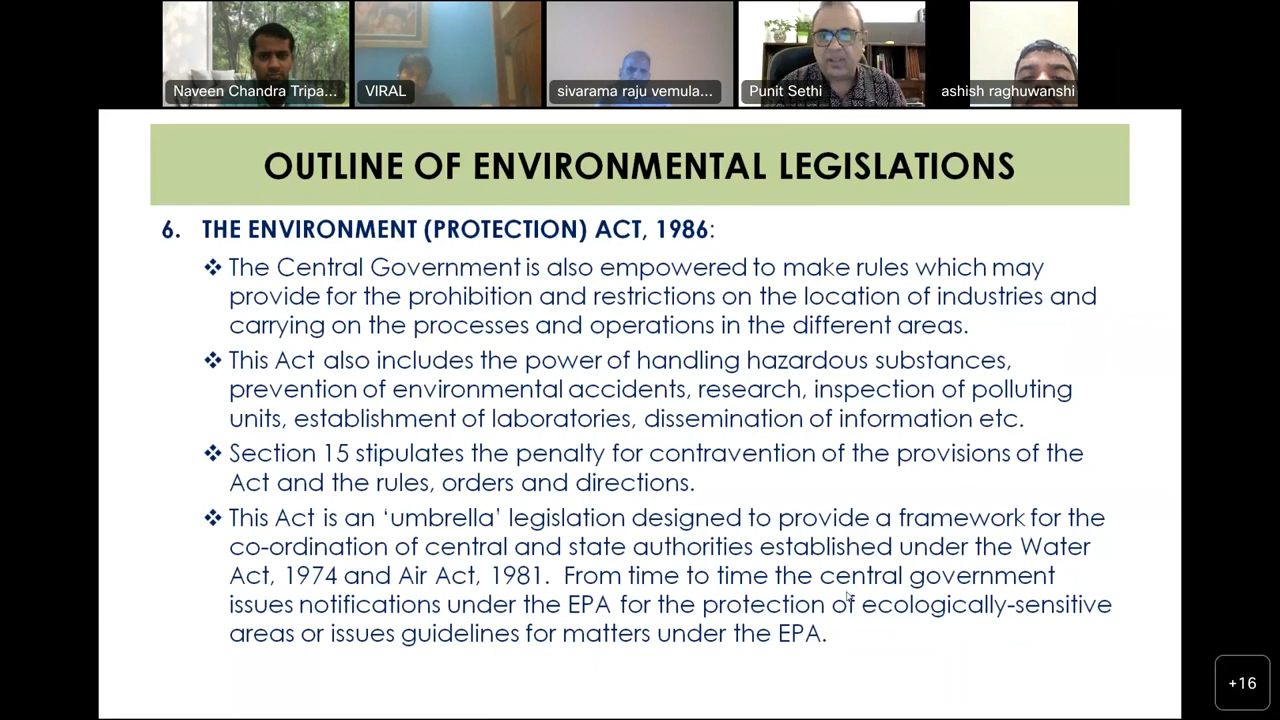 Naveen Chandra Tripa...
VIRAL
sivarama raju vemula...
Punit Sethi
ashish raghuwanshi
OUTLINE OF ENVIRONMENTAL LEGISLATIONS
6. THE ENVIRONMENT (PROTECTION) ACT, 1986:
❖ The Central Government is also empowered to make rules which may
provide for the prohibition and restrictions on the location of industries and
carrying on the processes and operations in the different areas.
❖ This Act also includes the power of handling hazardous substances,
prevention of environmental accidents, research, inspection of polluting
units, establishment of laboratories, dissemination of information etc.
❖ Section 15 stipulates the penalty for contravention of the provisions of the
Act and the rules, orders and directions.
❖ This Act is an ‘umbrella’ legislation designed to provide a framework for the
co-ordination of central and state authorities established under the Water
Act, 1974 and Air Act, 1981. From time to time the central government
issues notifications under the EPA for the protection of ecologically-sensitive
areas or issues guidelines for matters under the EPA.
+16